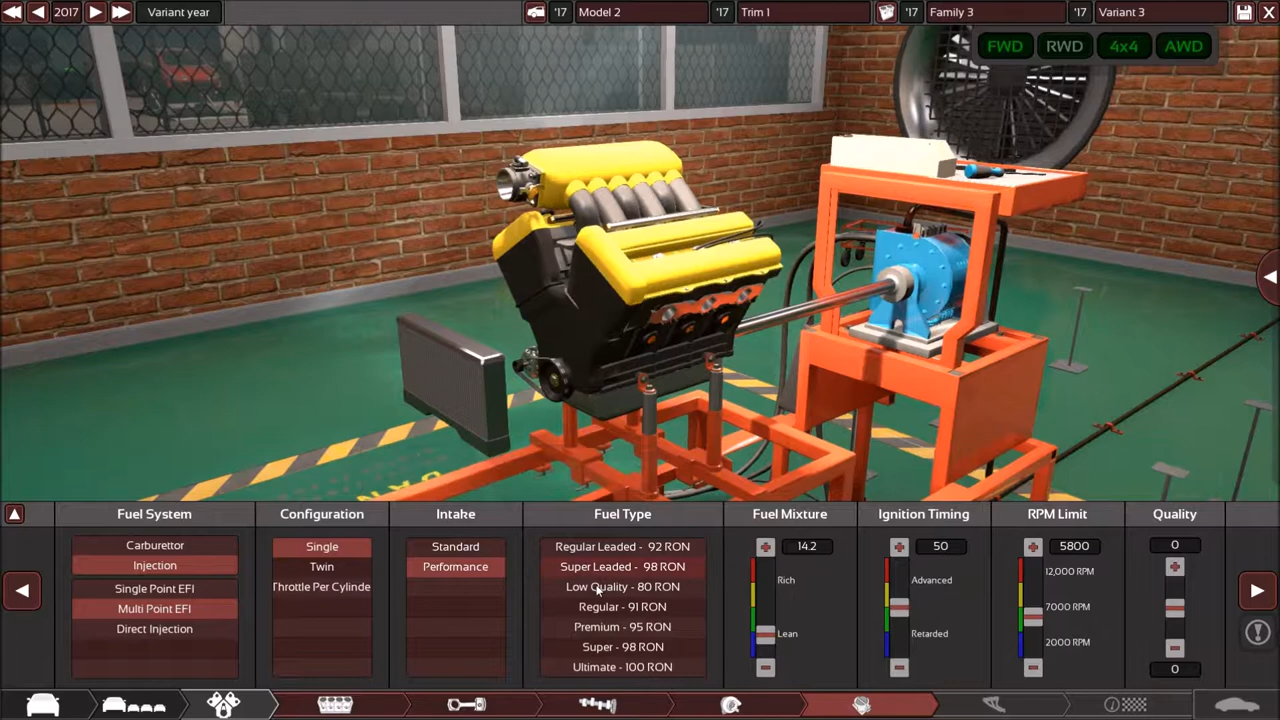 2017 Variant year '17 Model 2 '17 Trim 1 '17 Family 3 '17 Variant 3 X
FWD RWD 4x4 AWD
Fuel System Configuration Intake Fuel Type Fuel Mixture Ignition Timing RPM Limit Quality
Carburettor
Injection
Single Point EFI
Multi Point EFI
Direct Injection
Single
Twin
Throttle Per Cylinde
Standard
Performance
Regular Leaded - 92 RON
Super Leaded - 98 RON
Low Quality - 80 RON
Regular - 91 RON
Premium - 95 RON
Super - 98 RON
Ultimate - 100 RON
14.2
Rich
Lean
50
Advanced
Retarded
5800
12,000 RPM
7000 RPM
2000 RPM
0
0